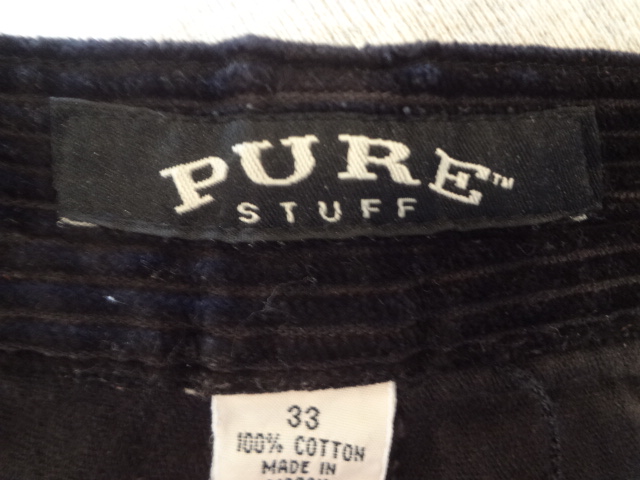 PURE™
STUFF
33
100% COTTON
MADE IN